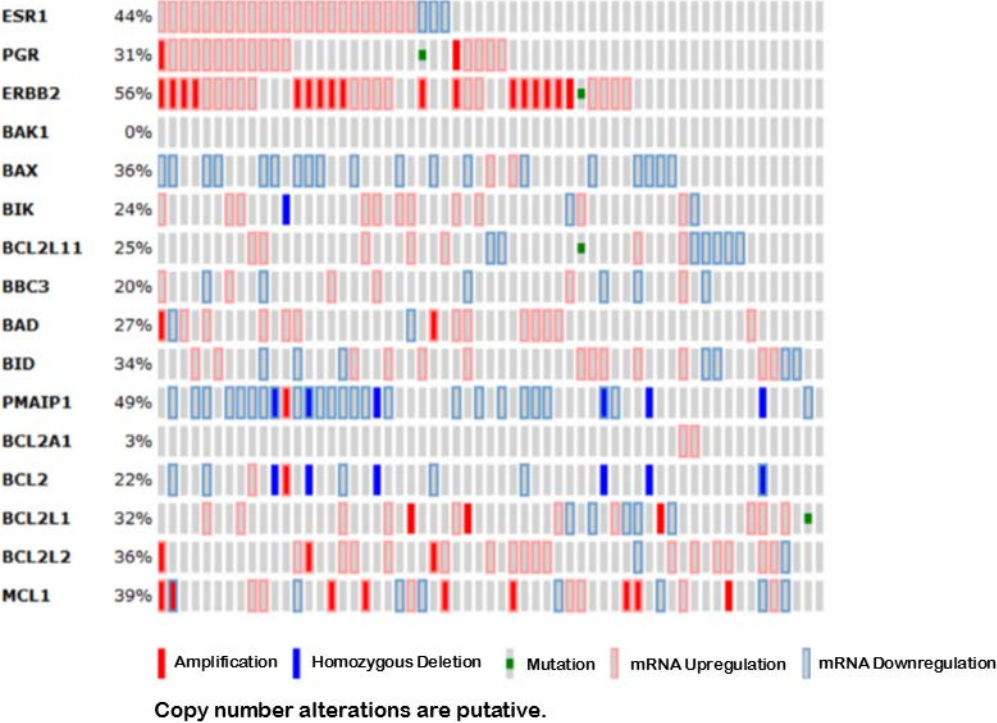 ESR1 44%
PGR 31%
ERBB2 56%
BAK1 0%
BAX 36%
BIK 24%
BCL2L11 25%
BBC3 20%
BAD 27%
BID 34%
PMAIP1 49%
BCL2A1 3%
BCL2 22%
BCL2L1 32%
BCL2L2 36%
MCL1 39%
Amplification Homozygous Deletion Mutation mRNA Upregulation mRNA Downregulation
Copy number alterations are putative.